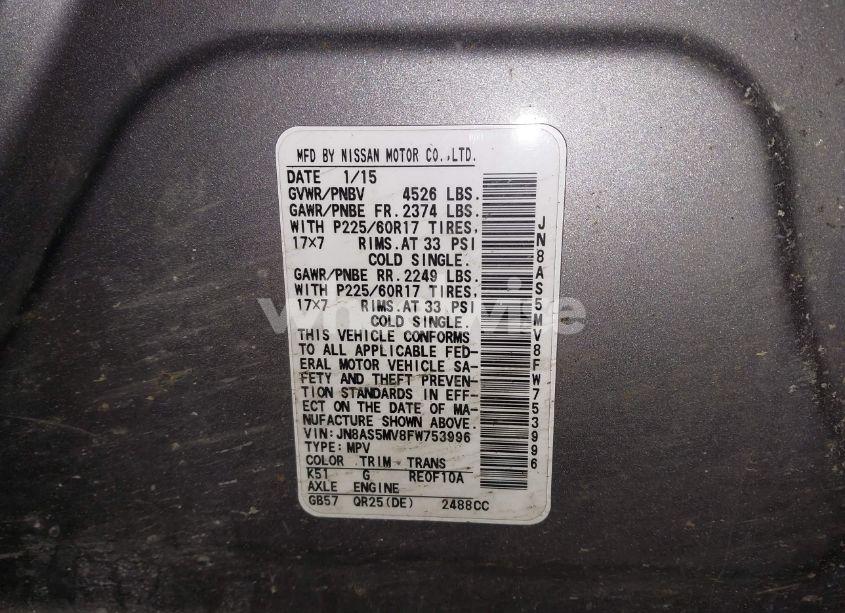 MFD BY NISSAN MOTOR CO.,LTD.
DATE 1/15
GVWR/PNBV 4526 LBS.
GAWR/PNBE FR. 2374 LBS.
WITH P225/60R17 TIRES,
17×7 RIMS.AT 33 PSI
COLD SINGLE.
GAWR/PNBE RR. 2249 LBS.
WITH P225/60R17 TIRES,
17×7 RIMS.AT 33 PSI
COLD SINGLE.
THIS VEHICLE CONFORMS
TO ALL APPLICABLE FED-
ERAL MOTOR VEHICLE SA-
FETY AND THEFT PREVEN-
TION STANDARDS IN EFF-
ECT ON THE DATE OF MA-
NUFACTURE SHOWN ABOVE.
VIN:JN8AS5MV8FW753996
TYPE:MPV
COLOR TRIM TRANS
K51 G RE0F10A
AXLE ENGINE
GB57 QR25(DE) 2488CC
JN8AS5MV8FW753996